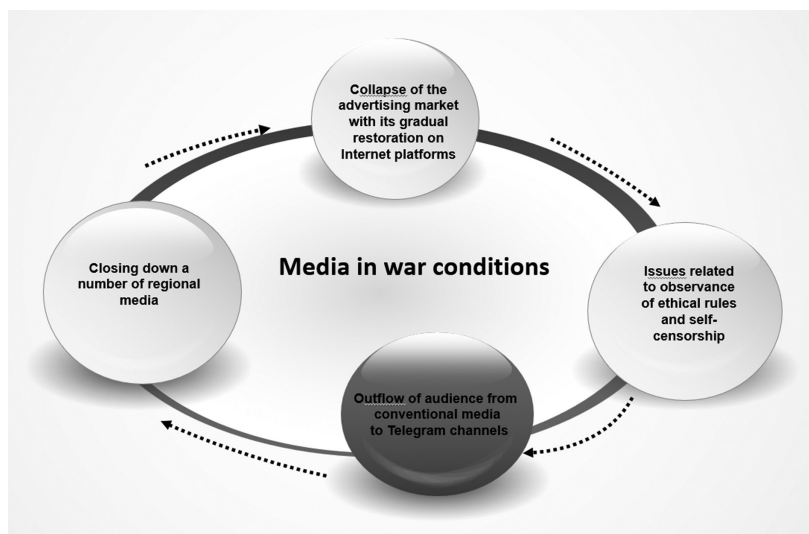 Collapse of the
advertising market
with its gradual
restoration on
Internet platforms
Closing down a
number of regional
media
Media in war conditions
Issues related
to observance
of ethical rules
and self-
censorship
Outflow of audience from
conventional media
to Telegram channels